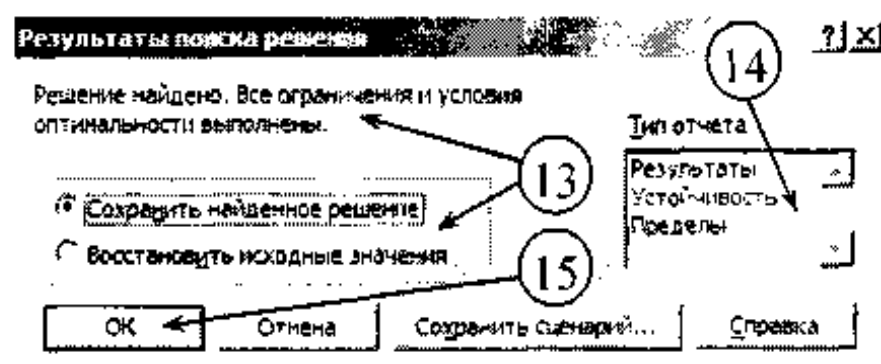 Результаты поиска решения
? x
14
Решение найдено. Все ограничения и условия
оптимальности выполнены.
Тип отчета
13
Результаты
Устойчивость
Пределы
Сохранить найденное решение
Восстановить исходные значения
15
ОК
Отмена
Сохранить сценарий...
Справка